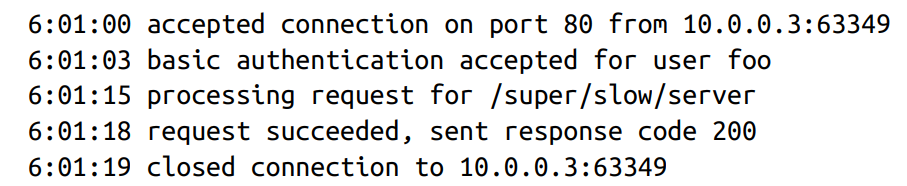 6:01:00 accepted connection on port 80 from 10.0.0.3:63349
6:01:03 basic authentication accepted for user foo
6:01:15 processing request for /super/slow/server
6:01:18 request succeeded, sent response code 200
6:01:19 closed connection to 10.0.0.3:63349